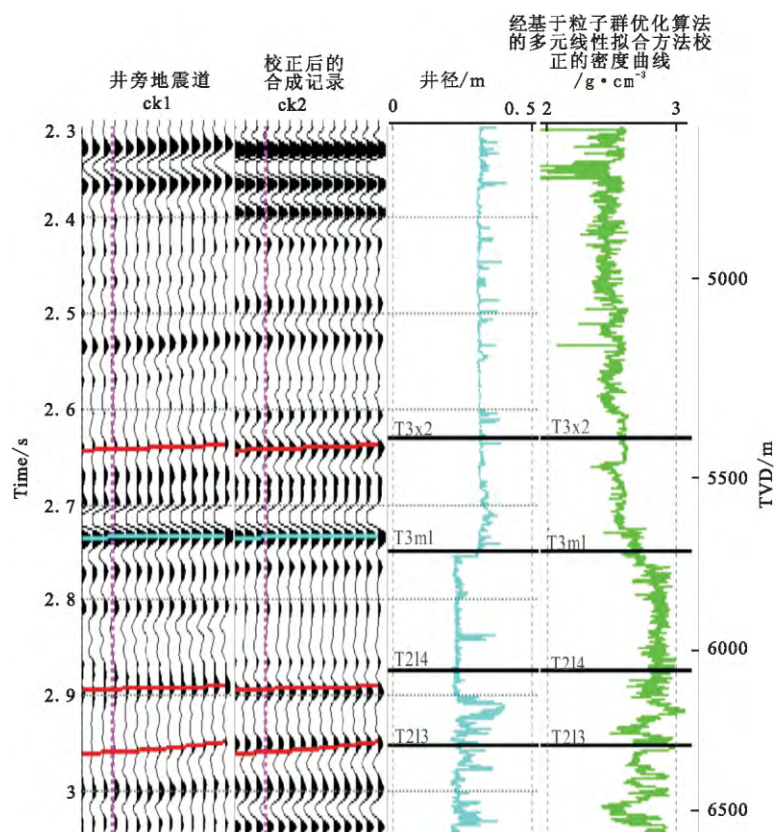 经基于粒子群优化算法
的多元线性拟合方法校
正的密度曲线
/g·cm⁻³
井旁地震道
ck1
校正后的
合成记录
ck2
井径/m
0 0.5
2 3
2.3
2.4
2.5
2.6
2.7
2.8
2.9
3
Time/s
T3x2 T3x2
T3ml T3ml
T2l4 T2l4
T2l3 T2l3
5000
5500
6000
6500
TVD/m